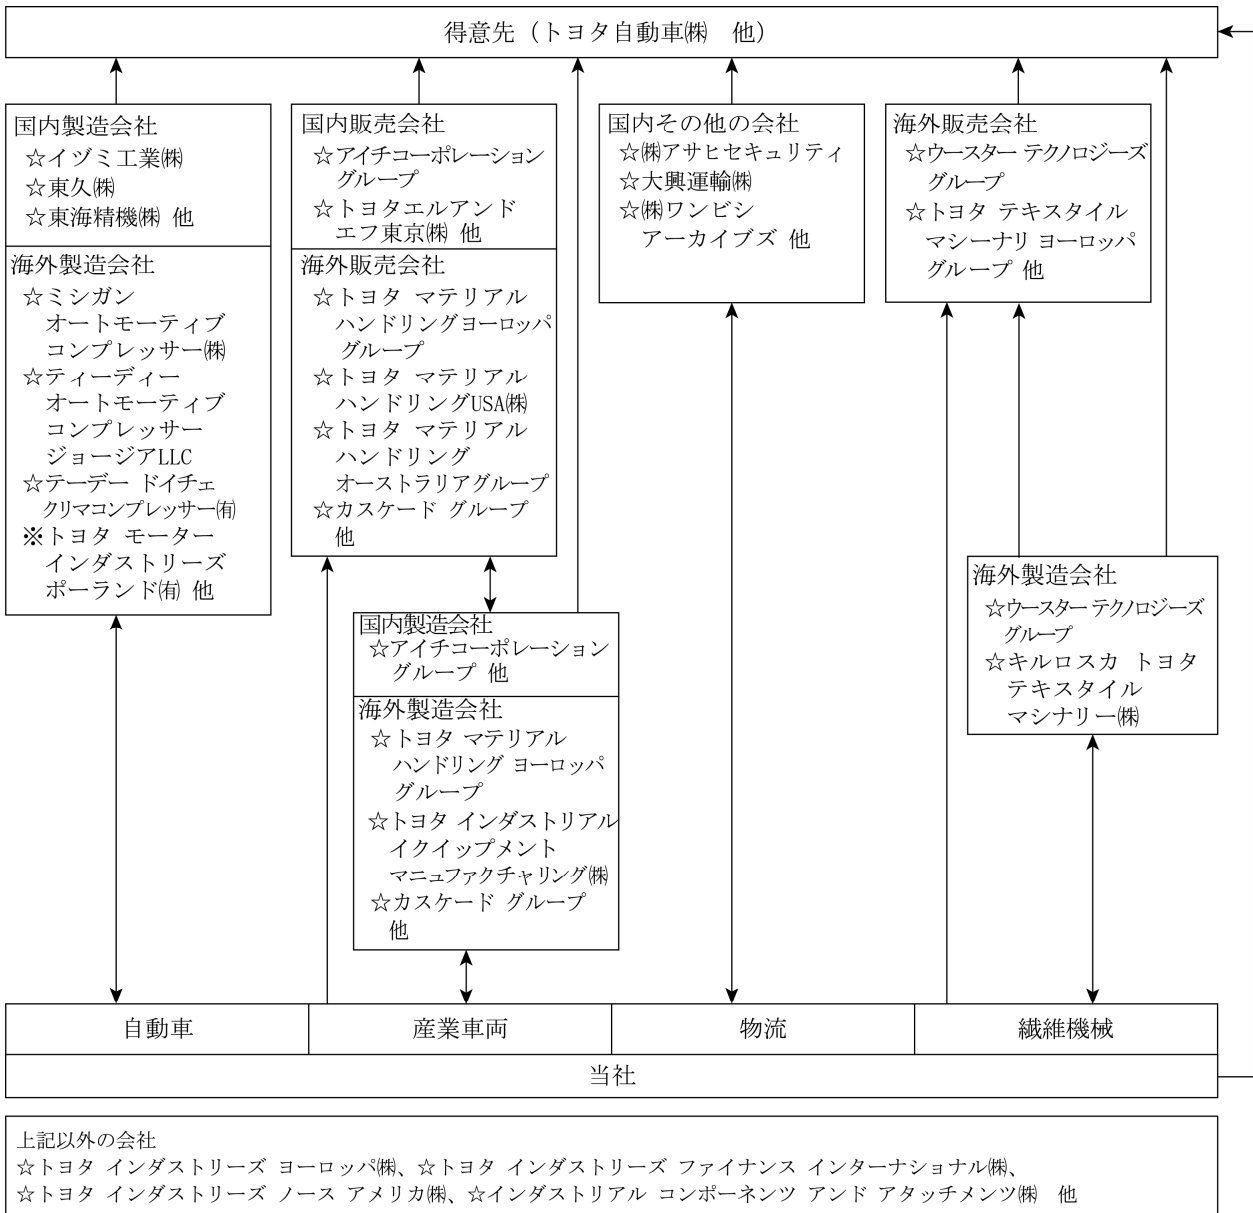 得意先（トヨタ自動車㈱　他）
国内製造会社
☆イヅミ工業㈱
☆東久㈱
☆東海精機㈱ 他
海外製造会社
☆ミシガン
オートモーティブ
コンプレッサー㈱
☆ティーディー
オートモーティブ
コンプレッサー
ジョージアLLC
☆テーデー ドイチェ
クリマコンプレッサー㈲
※トヨタ モーター
インダストリーズ
ポーランド㈲ 他
国内販売会社
☆アイチコーポレーション
グループ
☆トヨタエルアンド
エフ東京㈱ 他
海外販売会社
☆トヨタ マテリアル
ハンドリングヨーロッパ
グループ
☆トヨタ マテリアル
ハンドリングUSA㈱
☆トヨタ マテリアル
ハンドリング
オーストラリアグループ
☆カスケード グループ
他
国内製造会社
☆アイチコーポレーション
グループ 他
海外製造会社
☆トヨタ マテリアル
ハンドリング ヨーロッパ
グループ
☆トヨタ インダストリアル
イクイップメント
マニュファクチャリング㈱
☆カスケード グループ
他
国内その他の会社
☆㈱アサヒセキュリティ
☆大興運輸㈱
☆㈱ワンビシ
アーカイブズ 他
海外販売会社
☆ウースター テクノロジーズ
グループ
☆トヨタ テキスタイル
マシーナリ ヨーロッパ
グループ 他
海外製造会社
☆ウースター テクノロジーズ
グループ
☆キルロスカ トヨタ
テキスタイル
マシナリー㈱
自動車
産業車両
物流
繊維機械
当社
上記以外の会社
☆トヨタ インダストリーズ ヨーロッパ㈱、☆トヨタ インダストリーズ ファイナンス インターナショナル㈱、
☆トヨタ インダストリーズ ノース アメリカ㈱、☆インダストリアル コンポーネンツ アンド アタッチメンツ㈱　他